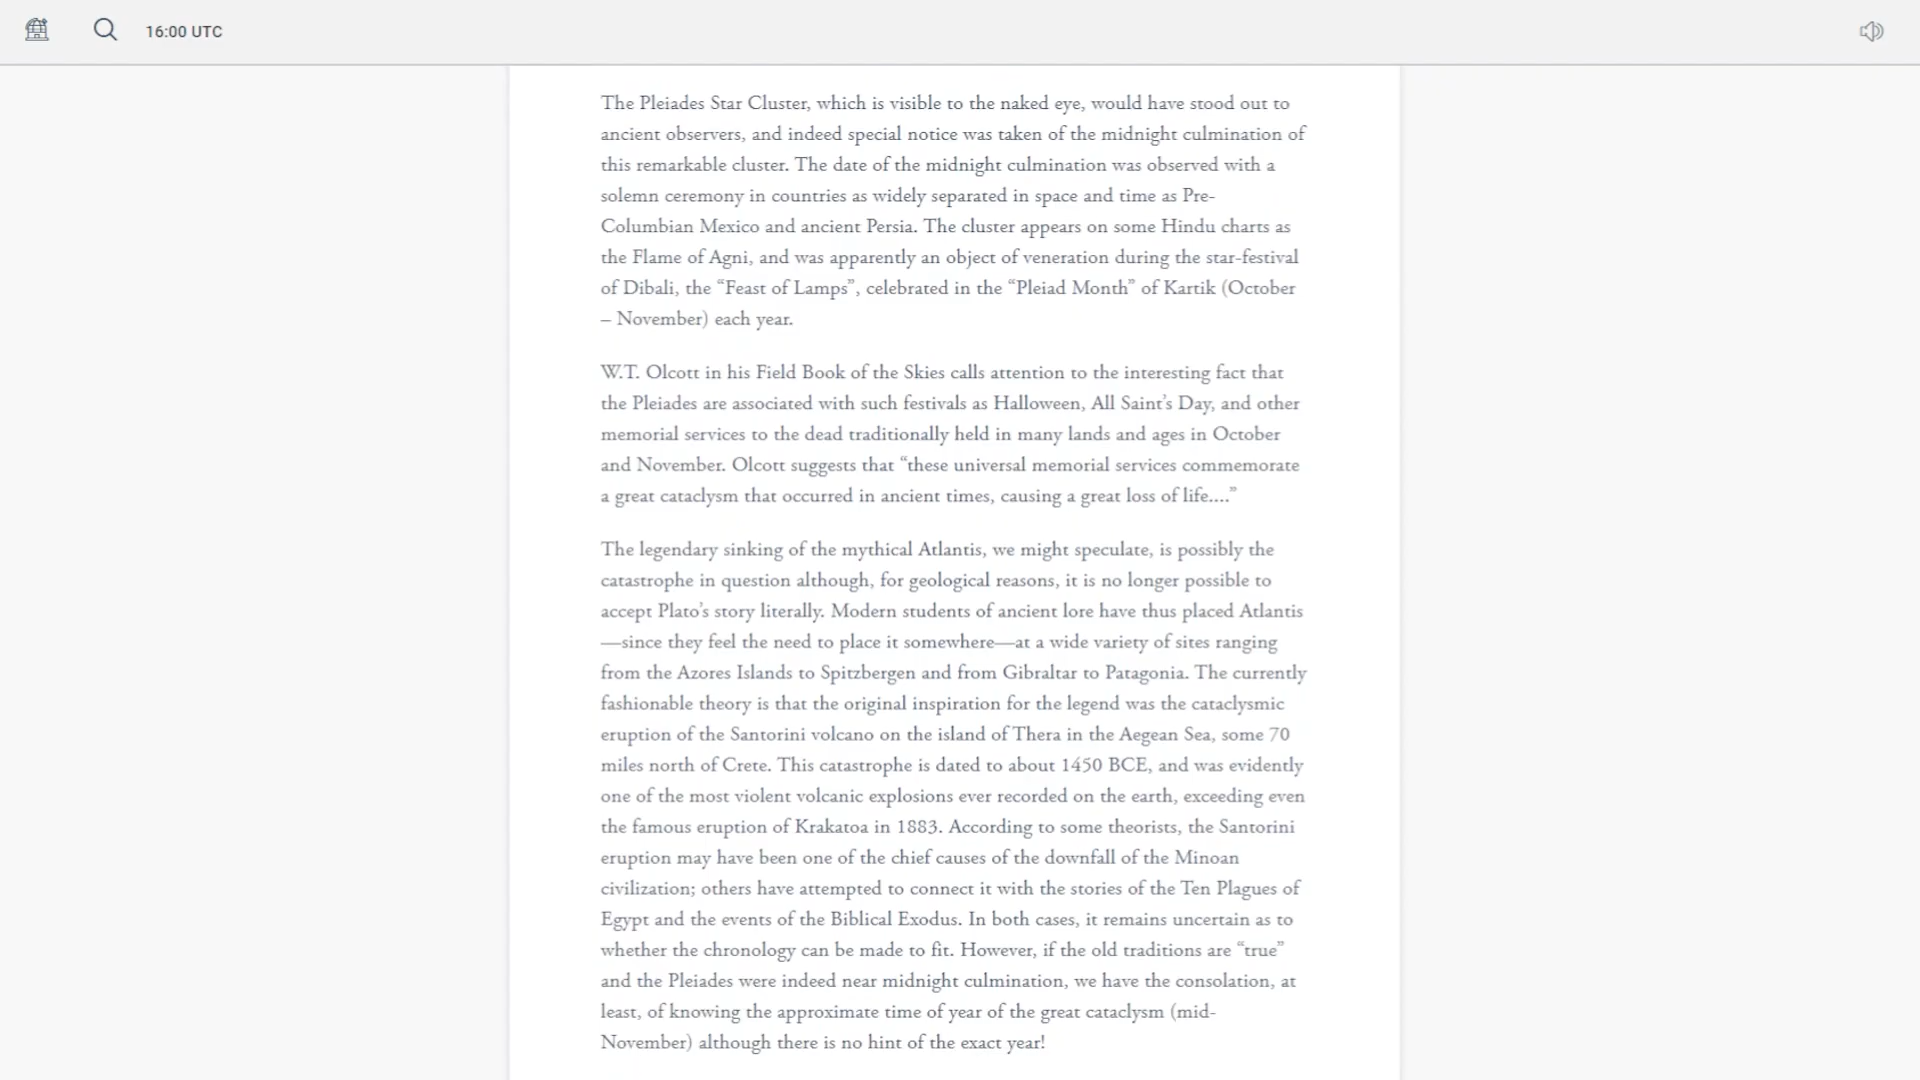 16:00 UTC
The Pleiades Star Cluster, which is visible to the naked eye, would have stood out to
ancient observers, and indeed special notice was taken of the midnight culmination of
this remarkable cluster. The date of the midnight culmination was observed with a
solemn ceremony in countries as widely separated in space and time as Pre-
Columbian Mexico and ancient Persia. The cluster appears on some Hindu charts as
the Flame of Agni, and was apparently an object of veneration during the star-festival
of Dibali, the “Feast of Lamps”, celebrated in the “Pleiad Month” of Kartik (October
– November) each year.
W.T. Olcott in his Field Book of the Skies calls attention to the interesting fact that
the Pleiades are associated with such festivals as Halloween, All Saint’s Day, and other
memorial services to the dead traditionally held in many lands and ages in October
and November. Olcott suggests that “these universal memorial services commemorate
a great cataclysm that occurred in ancient times, causing a great loss of life....”
The legendary sinking of the mythical Atlantis, we might speculate, is possibly the
catastrophe in question although, for geological reasons, it is no longer possible to
accept Plato’s story literally. Modern students of ancient lore have thus placed Atlantis
—since they feel the need to place it somewhere—at a wide variety of sites ranging
from the Azores Islands to Spitzbergen and from Gibraltar to Patagonia. The currently
fashionable theory is that the original inspiration for the legend was the cataclysmic
eruption of the Santorini volcano on the island of Thera in the Aegean Sea, some 70
miles north of Crete. This catastrophe is dated to about 1450 BCE, and was evidently
one of the most violent volcanic explosions ever recorded on the earth, exceeding even
the famous eruption of Krakatoa in 1883. According to some theorists, the Santorini
eruption may have been one of the chief causes of the downfall of the Minoan
civilization; others have attempted to connect it with the stories of the Ten Plagues of
Egypt and the events of the Biblical Exodus. In both cases, it remains uncertain as to
whether the chronology can be made to fit. However, if the old traditions are “true”
and the Pleiades were indeed near midnight culmination, we have the consolation, at
least, of knowing the approximate time of year of the great cataclysm (mid-
November) although there is no hint of the exact year!